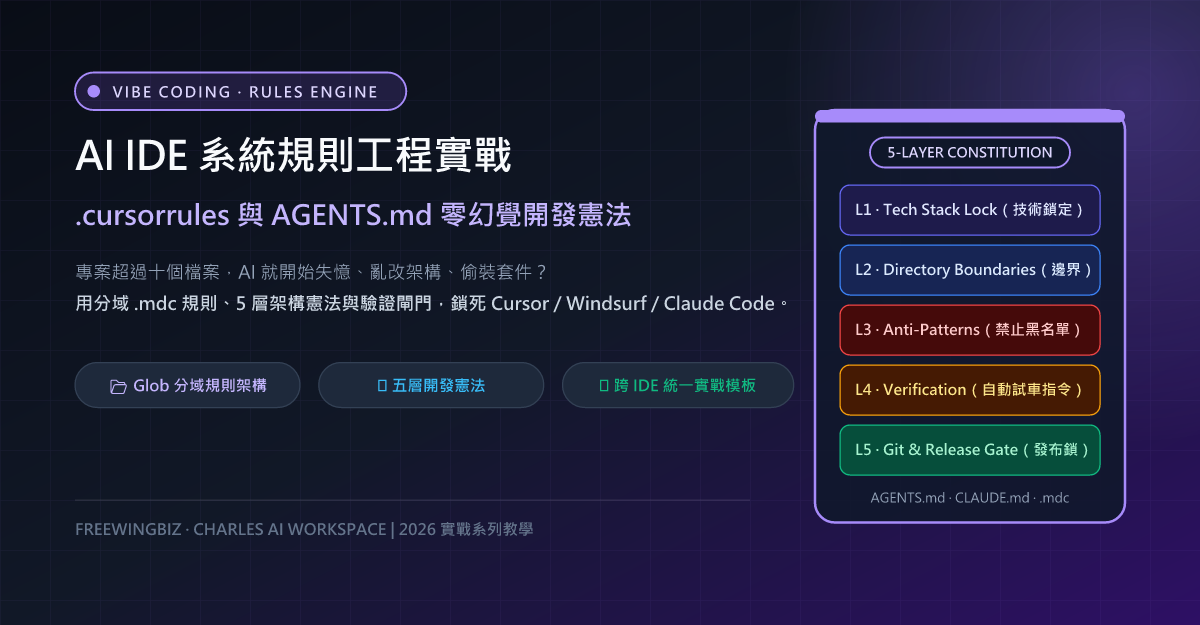 VIBE CODING · RULES ENGINE
AI IDE 系統規則工程實戰
.cursorrules 與 AGENTS.md 零幻覺開發憲法
專案超過十個檔案，AI 就開始失憶、亂改架構、偷裝套件？
用分域 .mdc 規則、5 層架構憲法與驗證閘門，鎖死 Cursor / Windsurf / Claude Code。
Glob 分域規則架構
五層開發憲法
跨 IDE 統一實戰模板
FREEWINGBIZ · CHARLES AI WORKSPACE | 2026 實戰系列教學
5-LAYER CONSTITUTION
L1 · Tech Stack Lock（技術鎖定）
L2 · Directory Boundaries（邊界）
L3 · Anti-Patterns（禁止黑名單）
L4 · Verification（自動試車指令）
L5 · Git & Release Gate（發布鎖）
AGENTS.md · CLAUDE.md · .mdc